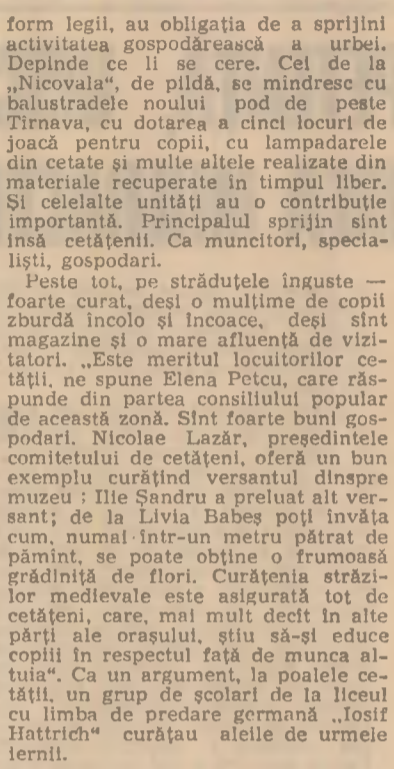 form legii, au obligația de a sprijini
activitatea gospodărească a urbei.
Depinde ce li se cere. Cei de la
„Nicovala“, de pildă, se mîndresc cu
balustradele noului pod de peste
Tîrnava, cu dotarea a cinci locuri de
joacă pentru copii, cu lampadarele
din cetate și multe altele realizate din
materiale recuperate în timpul liber.
Și celelalte unități au o contribuție
importantă. Principalul sprijin sînt
însă cetățenii. Ca muncitori, specia-
liști, gospodari.
Peste tot, pe străduțele înguste —
foarte curat, deși o mulțime de copii
zburdă încolo și încoace, deși sînt
magazine și o mare afluență de vizi-
tatori. „Este meritul locuitorilor ce-
tății, ne spune Elena Petcu, care răs-
punde din partea consiliului popular
de această zonă. Sînt foarte buni gos-
podari. Nicolae Lazăr, președintele
comitetului de cetățeni, oferă un bun
exemplu curățind versantul dinspre
muzeu ; Ilie Șandru a preluat alt ver-
sant; de la Livia Babeș poți învăța
cum, numai într-un metru pătrat de
pămînt, se poate obține o frumoasă
grădiniță de flori. Curățenia străzi-
lor medievale este asigurată tot de
cetățeni, care, mai mult decît în alte
părți ale orașului, știu să-și educe
copiii în respectul față de munca al-
tuia“. Ca un argument, la poalele ce-
tății, un grup de școlari de la liceul
cu limba de predare germană „Iosif
Hattrich“ curățau aleile de urmele
iernii.